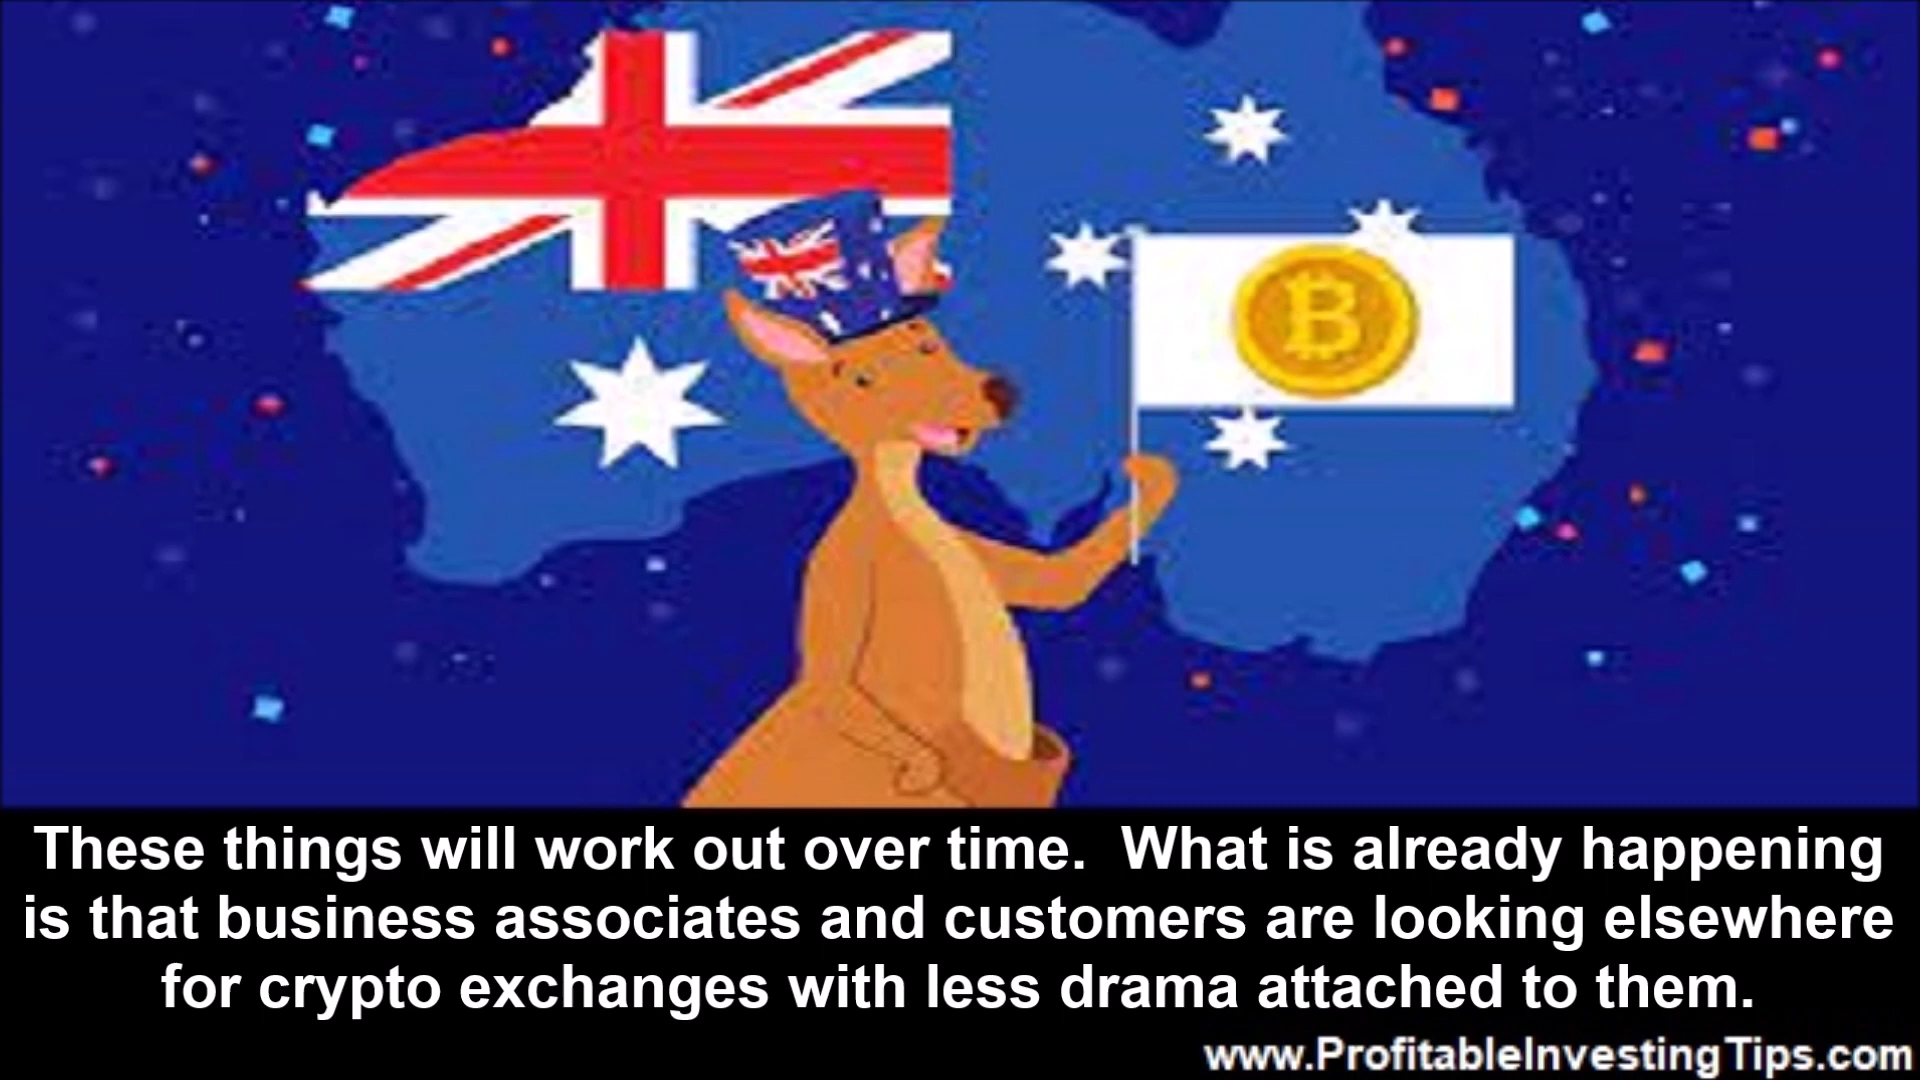 B
These things will work out over time.  What is already happening
is that business associates and customers are looking elsewhere
for crypto exchanges with less drama attached to them.
www.ProfitableInvestingTips.com